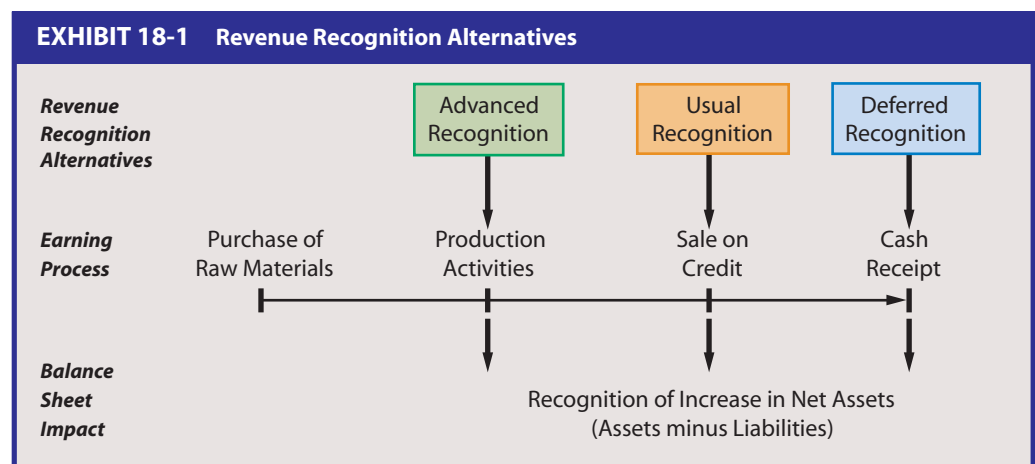 EXHIBIT 18-1 Revenue Recognition Alternatives
Revenue
Recognition
Alternatives
Advanced
Recognition
Usual
Recognition
Deferred
Recognition
Earning
Process
Purchase of
Raw Materials
Production
Activities
Sale on
Credit
Cash
Receipt
Balance
Sheet
Impact
Recognition of Increase in Net Assets
(Assets minus Liabilities)